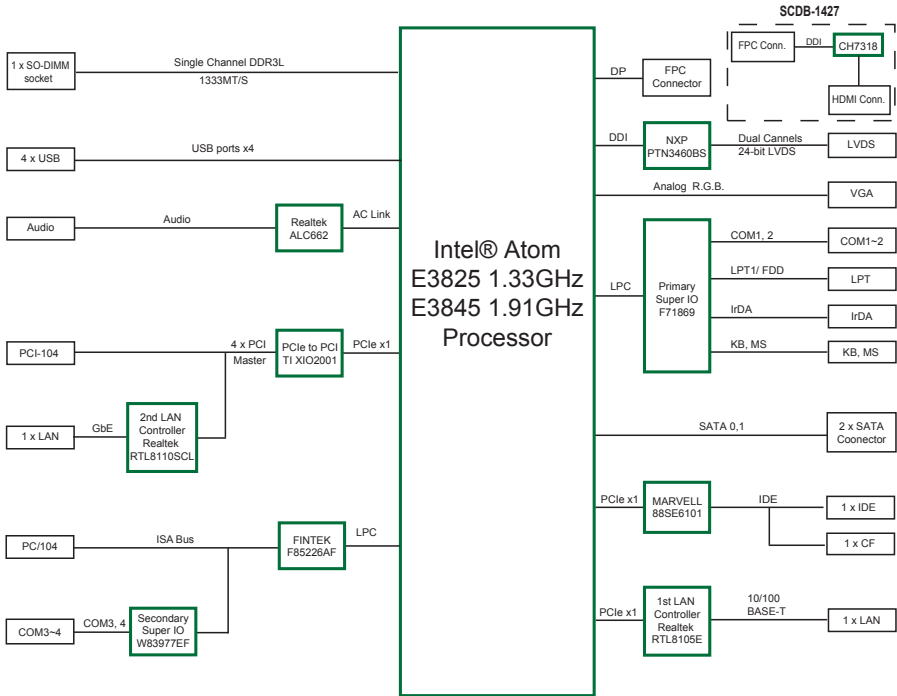 SCDB-1427
FPC Conn.
DDI
CH7318
HDMI Conn.
1 x SO-DIMM
socket
Single Channel DDR3L
1333MT/S
DP
FPC
Connector
4 x USB
USB ports x4
DDI
NXP
PTN3460BS
Dual Cannels
24-bit LVDS
LVDS
Analog R.G.B.
VGA
Audio
Audio
Realtek
ALC662
AC Link
Intel® Atom
E3825 1.33GHz
E3845 1.91GHz
Processor
LPC
Primary
Super IO
F71869
COM1, 2
COM1~2
LPT1/ FDD
LPT
IrDA
IrDA
KB, MS
KB, MS
PCI-104
4 x PCI
Master
PCIe to PCI
TI XIO2001
PCIe x1
1 x LAN
GbE
2nd LAN
Controller
Realtek
RTL8110SCL
SATA 0,1
2 x SATA
Coonector
PCIe x1
MARVELL
88SE6101
IDE
1 x IDE
1 x CF
PC/104
ISA Bus
FINTEK
F85226AF
LPC
COM3~4
COM3, 4
Secondary
Super IO
W83977EF
PCIe x1
1st LAN
Controller
Realtek
RTL8105E
10/100
BASE-T
1 x LAN